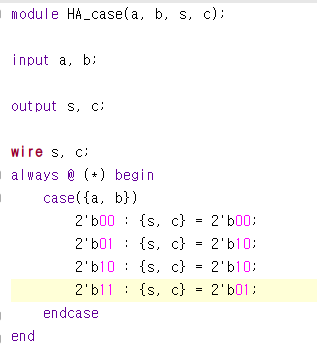 module HA_case(a, b, s, c);
input a, b;
output s, c;
wire s, c;
always @ (*) begin
case({a, b})
2'b00 : {s, c} = 2'b00;
2'b01 : {s, c} = 2'b10;
2'b10 : {s, c} = 2'b10;
2'b11 : {s, c} = 2'b01;
endcase
end